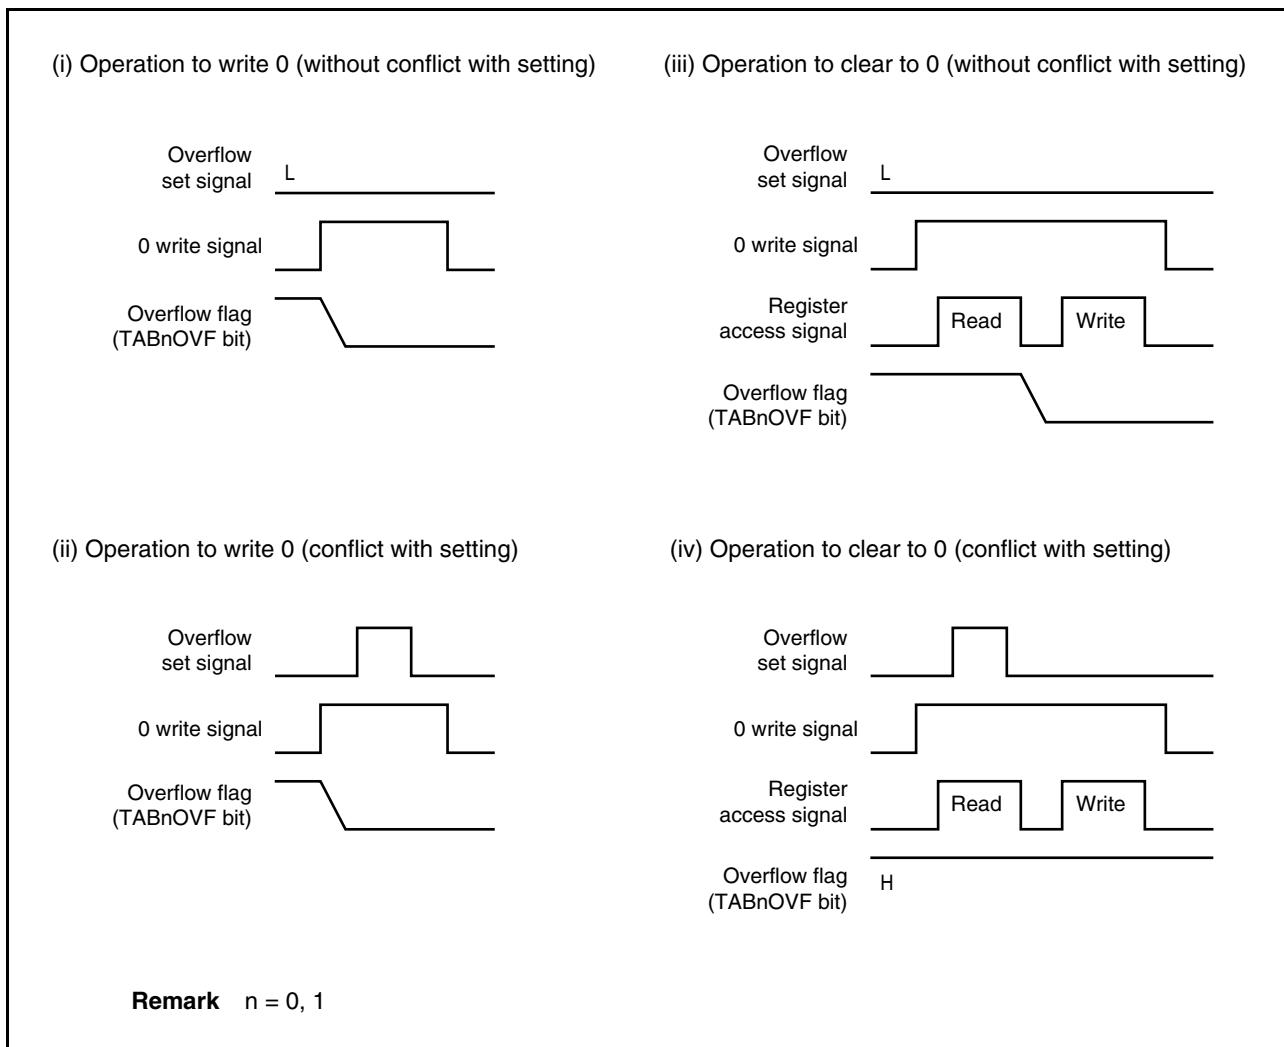 (i) Operation to write 0 (without conflict with setting)
Overflow
set signal
L
0 write signal
Overflow flag
(TABnOVF bit)
(iii) Operation to clear to 0 (without conflict with setting)
Overflow
set signal
L
0 write signal
Register
access signal
Read
Write
Overflow flag
(TABnOVF bit)
(ii) Operation to write 0 (conflict with setting)
Overflow
set signal
0 write signal
Overflow flag
(TABnOVF bit)
(iv) Operation to clear to 0 (conflict with setting)
Overflow
set signal
0 write signal
Register
access signal
Read
Write
Overflow flag
(TABnOVF bit)
H
Remark n = 0, 1